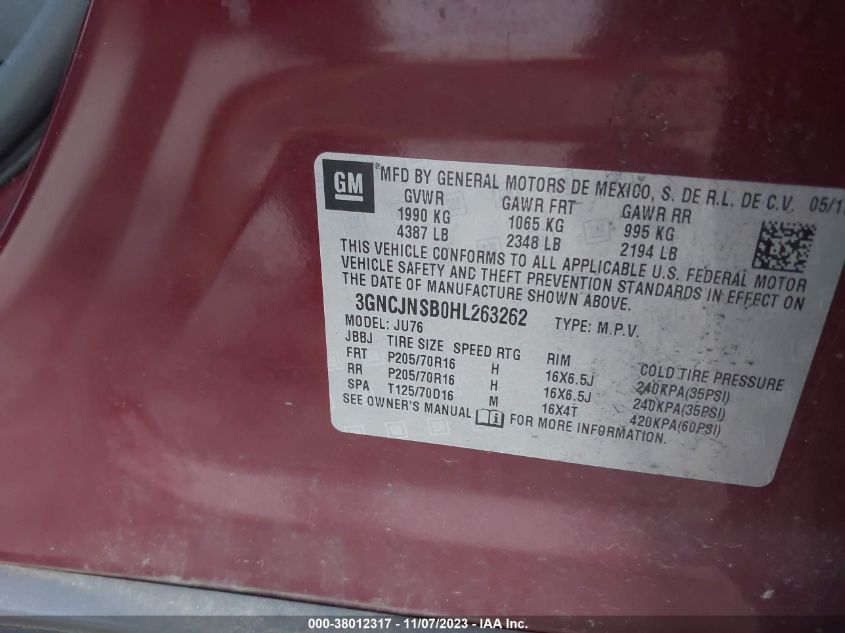 GM
MFD BY GENERAL MOTORS DE MEXICO, S. DE R.L. DE C.V. 05/1
GVWR GAWR FRT GAWR RR
1990 KG 1065 KG 995 KG
4387 LB 2348 LB 2194 LB
THIS VEHICLE CONFORMS TO ALL APPLICABLE U.S. FEDERAL MOTOR
VEHICLE SAFETY AND THEFT PREVENTION STANDARDS IN EFFECT ON
THE DATE OF MANUFACTURE SHOWN ABOVE.
3GNCJNSB0HL263262 TYPE: M.P.V.
MODEL: JU76
JBBJ TIRE SIZE SPEED RTG RIM COLD TIRE PRESSURE
FRT P205/70R16 H 16X6.5J 240KPA(35PSI)
RR P205/70R16 H 16X6.5J 240KPA(35PSI)
SPA T125/70D16 M 16X4T 420KPA(60PSI)
SEE OWNER'S MANUAL FOR MORE INFORMATION.
000-38012317 - 11/07/2023 - IAA Inc.